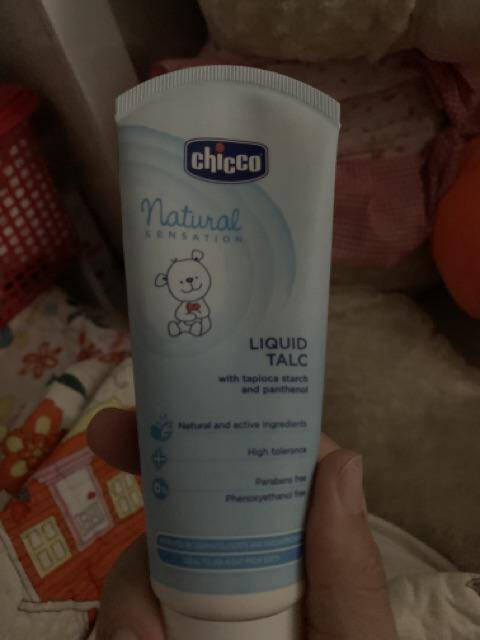 chicco
Natural
SENSATION
LIQUID
TALC
with tapioca starch
and panthenol
Natural and active ingredients
High tolerance
0%
Parabens free
Phenoxyethanol free